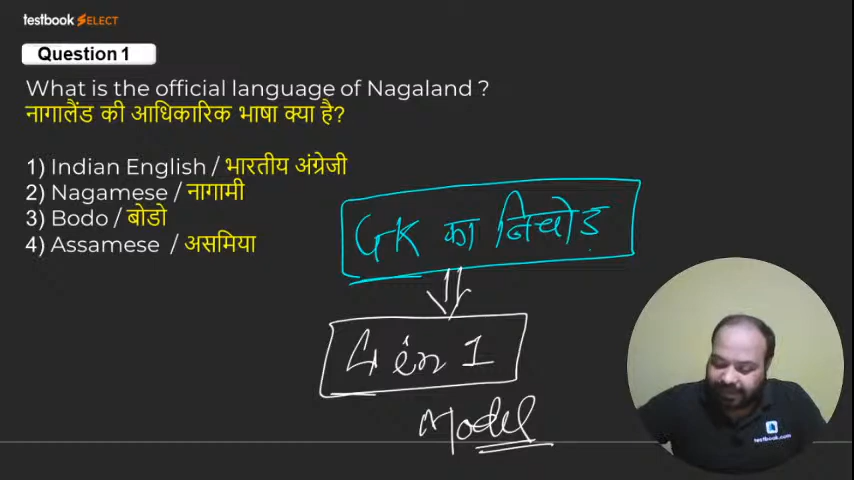 testbook SELECT
Question 1
What is the official language of Nagaland ?
नागालैंड की आधिकारिक भाषा क्या है?
1) Indian English / भारतीय अंग्रेजी
2) Nagamese / नागामी
3) Bodo / बोडो
4) Assamese / असमिया
GK का निचोड़
4 in 1
Model
testbook.com